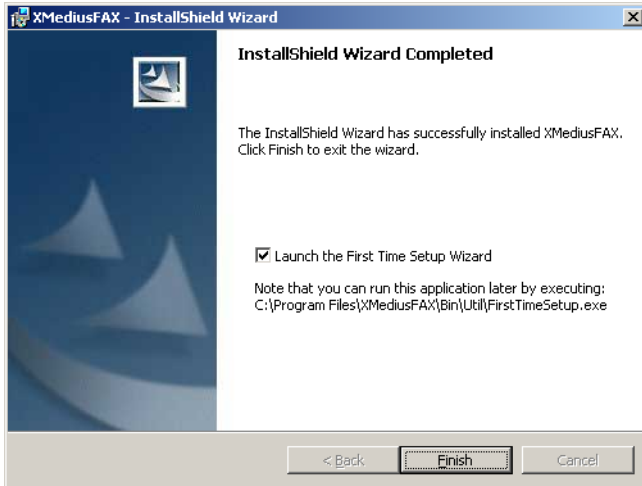 XMediusFAX - InstallShield Wizard
InstallShield Wizard Completed
The InstallShield Wizard has successfully installed XMediusFAX.
Click Finish to exit the wizard.
Launch the First Time Setup Wizard
Note that you can run this application later by executing:
C:\Program Files\XMediusFAX\Bin\Util\FirstTimeSetup.exe
< Back
Finish
Cancel